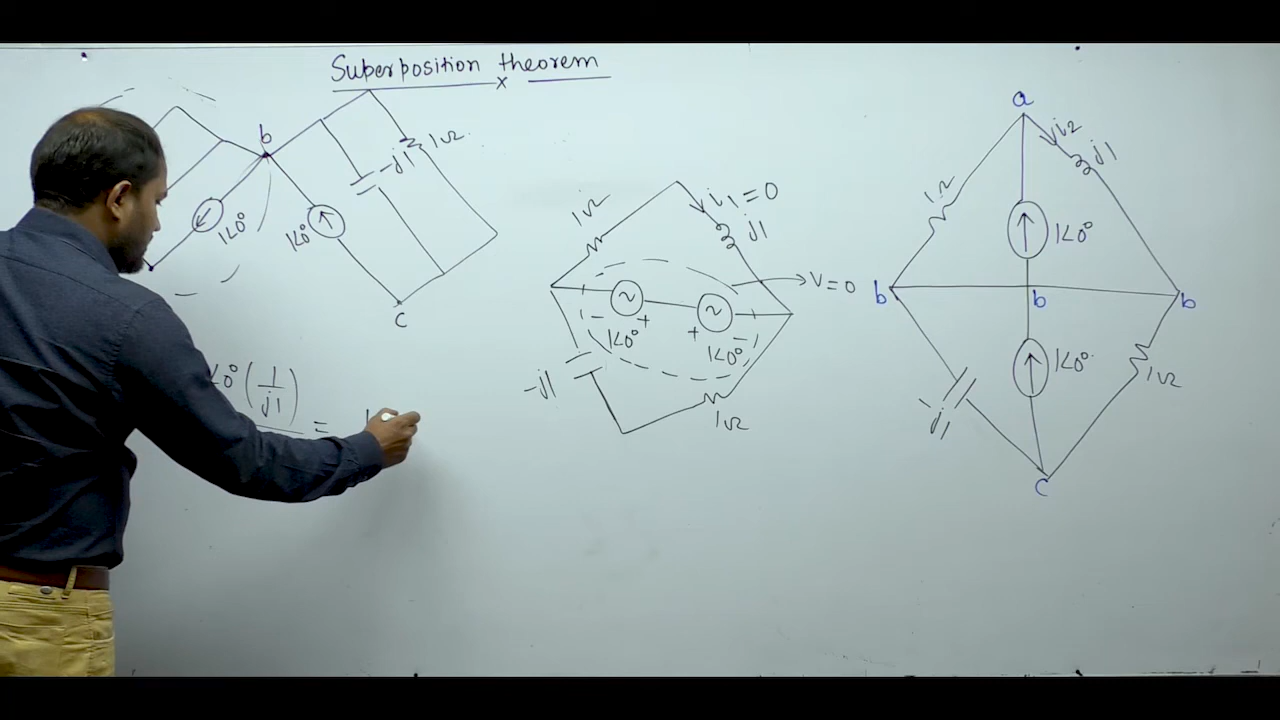 Superposition theorem
x
b
-j1
1Ω
1∠0°
1∠0°
c
1∠0° (1/j1)
=
1Ω
i₁ = 0
j1
V = 0
1∠0°
+
+
1∠0°
-j1
1Ω
a
i₂
j1
1Ω
1∠0°
b
b
b
1∠0°
1Ω
-j1
c